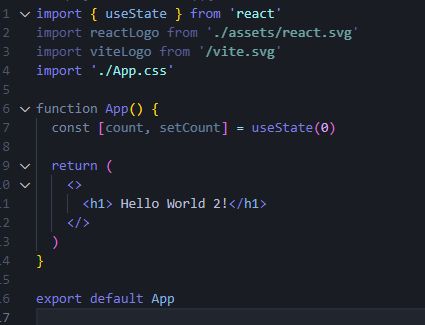 1 import { useState } from 'react'
2 import reactLogo from './assets/react.svg'
3 import viteLogo from '/vite.svg'
4 import './App.css'
5
6 function App() {
7 const [count, setCount] = useState(0)
8
9 return (
10 <>
11 <h1> Hello World 2!</h1>
12 </>
13 )
14 }
15
16 export default App
17